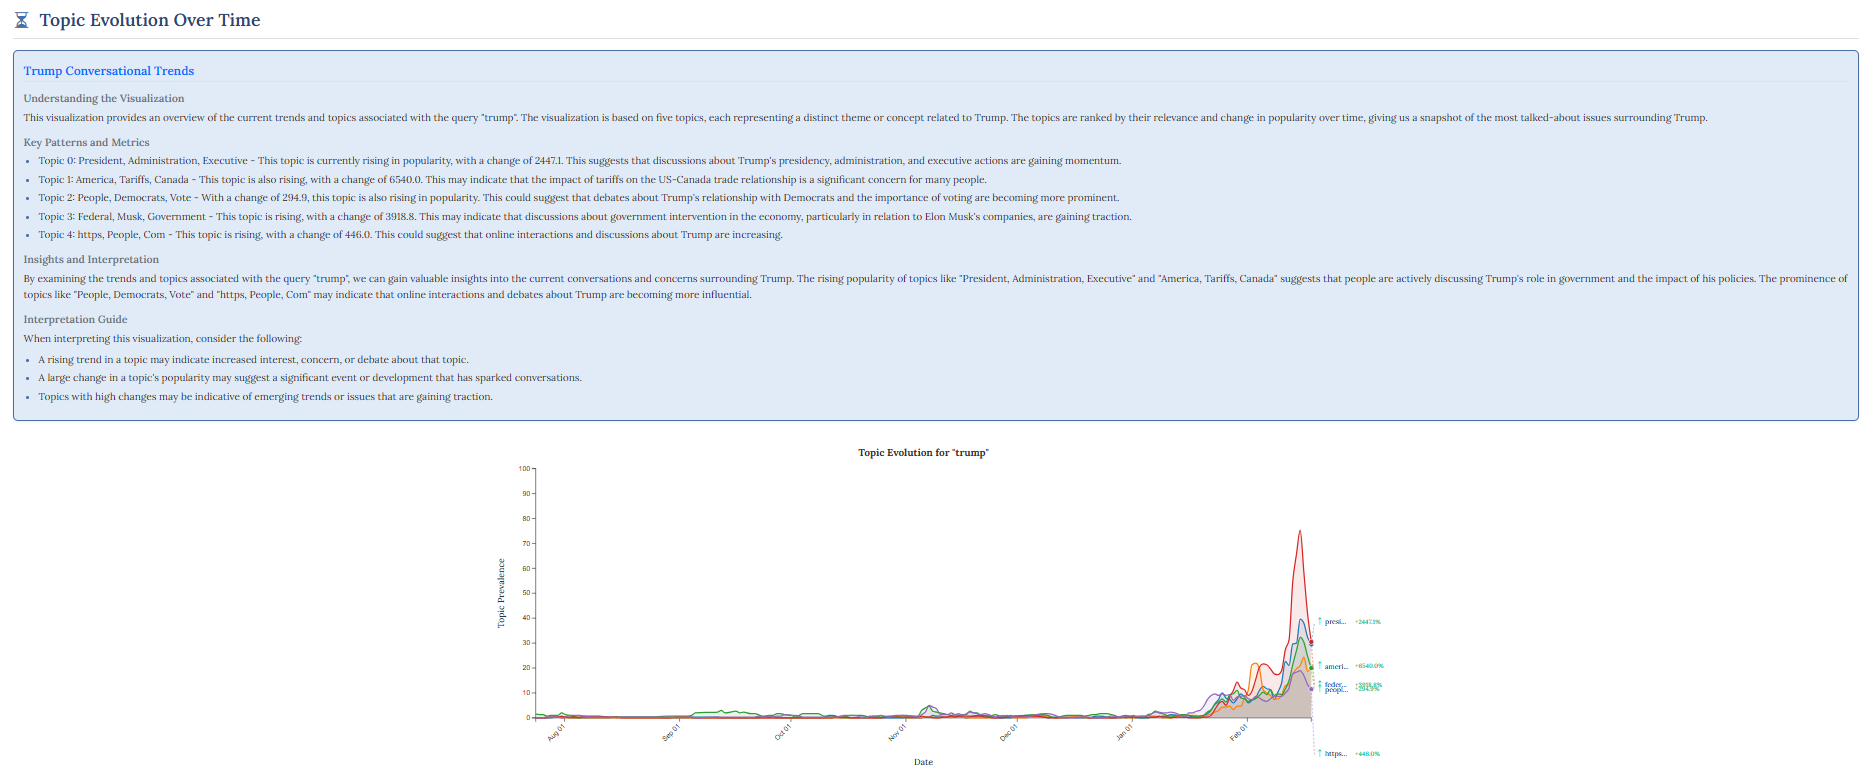 Topic Evolution Over Time
Trump Conversational Trends
Understanding the Visualization
This visualization provides an overview of the current trends and topics associated with the query "trump". The visualization is based on five topics, each representing a distinct theme or concept related to Trump. The topics are ranked by their relevance and change in popularity over time, giving us a snapshot of the most talked-about issues surrounding Trump.
Key Patterns and Metrics
• Topic 0: President, Administration, Executive - This topic is currently rising in popularity, with a change of 2447.1. This suggests that discussions about Trump's presidency, administration, and executive actions are gaining momentum.
• Topic 1: America, Tariffs, Canada - This topic is also rising, with a change of 6540.0. This may indicate that the impact of tariffs on the US-Canada trade relationship is a significant concern for many people.
• Topic 2: People, Democrats, Vote - With a change of 294.9, this topic is also rising in popularity. This could suggest that debates about Trump's relationship with Democrats and the importance of voting are becoming more prominent.
• Topic 3: Federal, Musk, Government - This topic is rising, with a change of 3918.8. This may indicate that discussions about government intervention in the economy, particularly in relation to Elon Musk's companies, are gaining traction.
• Topic 4: https, People, Com - This topic is rising, with a change of 446.0. This could suggest that online interactions and discussions about Trump are increasing.
Insights and Interpretation
By examining the trends and topics associated with the query "trump", we can gain valuable insights into the current conversations and concerns surrounding Trump. The rising popularity of topics like "President, Administration, Executive" and "America, Tariffs, Canada" suggests that people are actively discussing Trump's role in government and the impact of his policies. The prominence of
topics like "People, Democrats, Vote" and "https, People, Com" may indicate that online interactions and debates about Trump are becoming more influential.
Interpretation Guide
When interpreting this visualization, consider the following:
• A rising trend in a topic may indicate increased interest, concern, or debate about that topic.
• A large change in a topic's popularity may suggest a significant event or development that has sparked conversations.
• Topics with high changes may be indicative of emerging trends or issues that are gaining traction.
Topic Evolution for "trump"
100
90
80
70
60
50
40
30
20
10
0
Topic Prevalence
↑ presi... +2447.1%
↑ ameri... +6540.0%
↑ feder... +3918.8%
↑ peopl... +294.9%
↑ https... +446.0%
Aug 01
Sep 01
Oct 01
Nov 01
Dec 01
Jan 01
Feb 01
Date